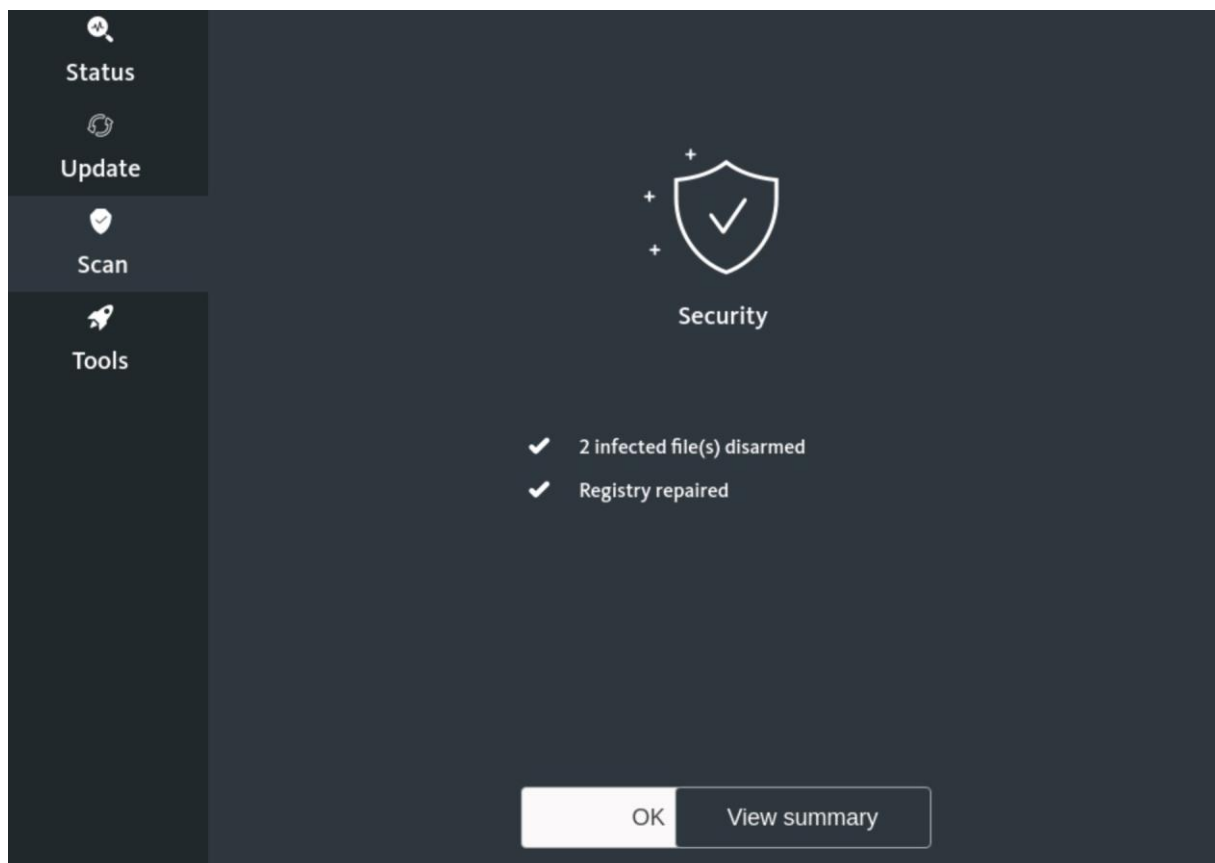 Status
Update
Scan
Tools
Security
2 infected file(s) disarmed
Registry repaired
OK
View summary